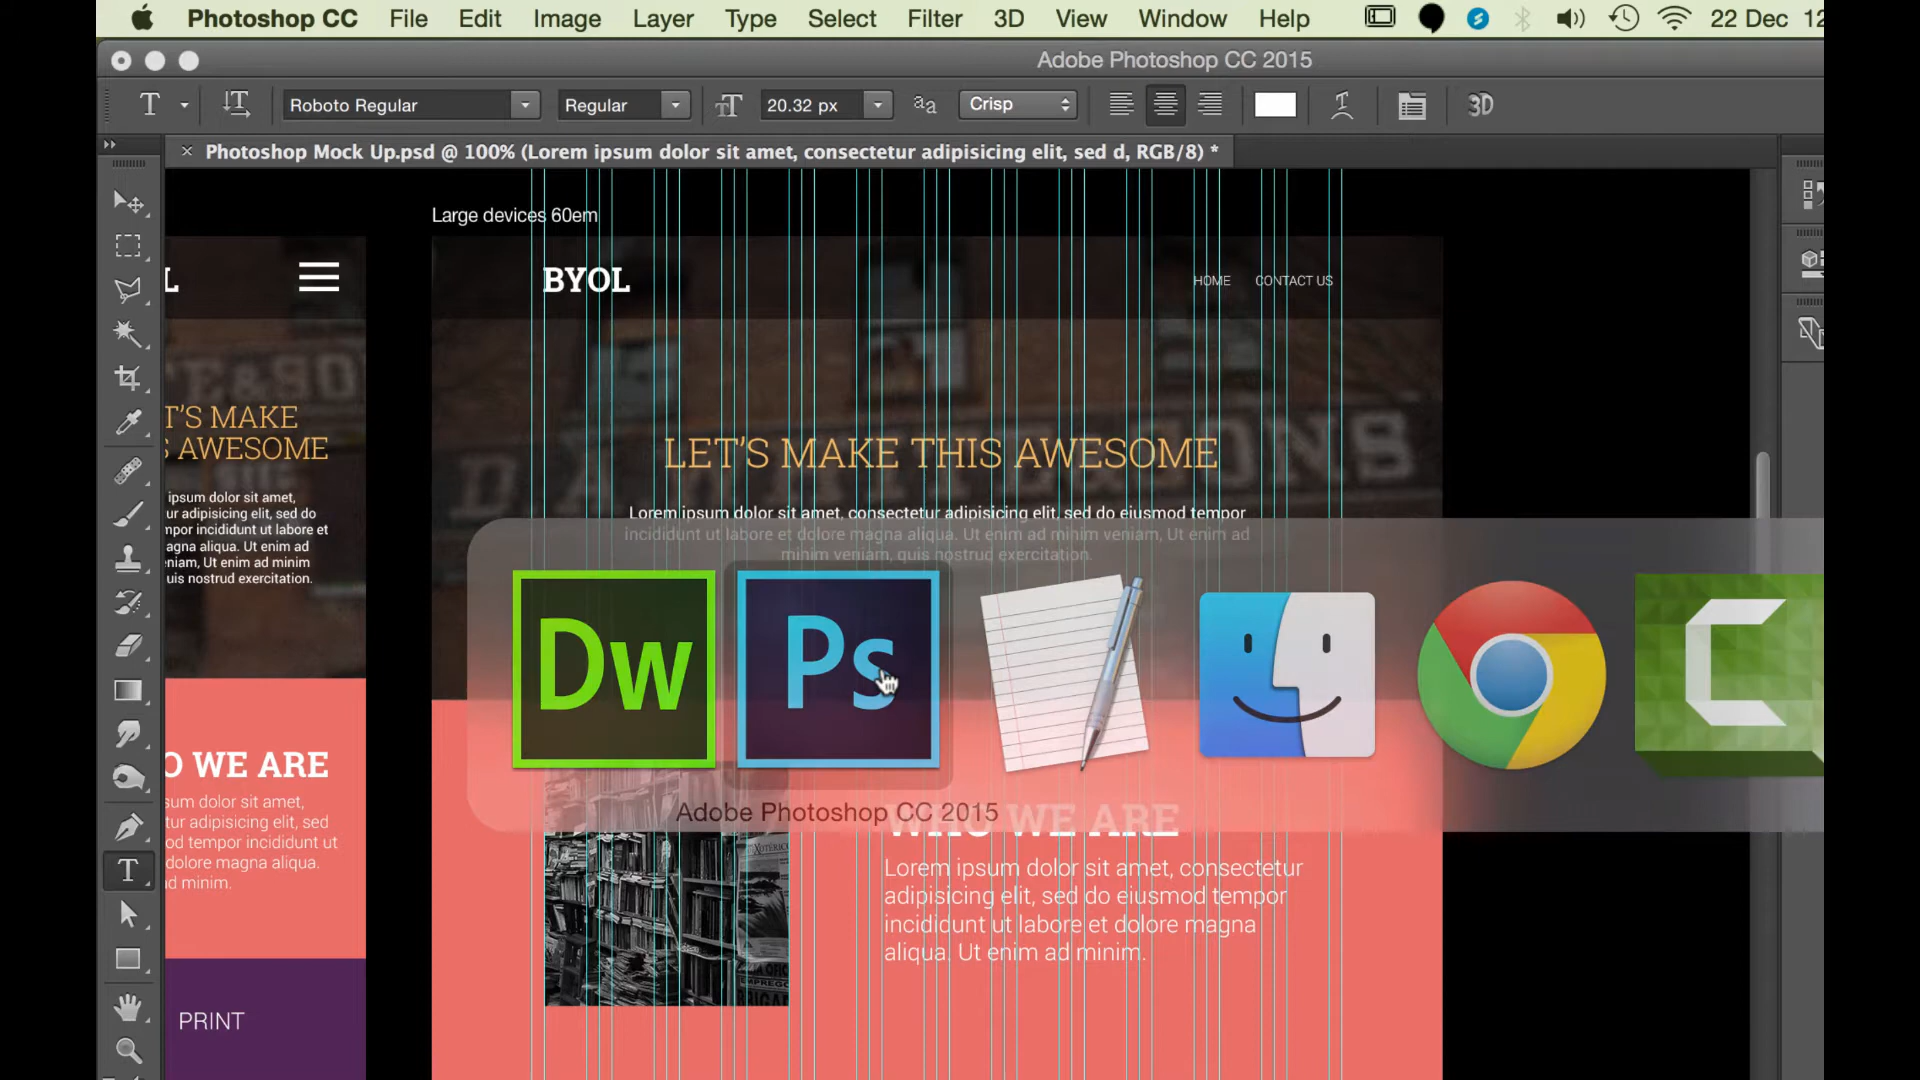 Photoshop CC File Edit Image Layer Type Select Filter 3D View Window Help 22 Dec 12
Adobe Photoshop CC 2015
T Roboto Regular Regular 20.32 px aa Crisp 3D
× Photoshop Mock Up.psd @ 100% (Lorem ipsum dolor sit amet, consectetur adipisicing elit, sed d, RGB/8) *
Large devices 60em
L
BYOL
HOME CONTACT US
T'S MAKE
S AWESOME
ipsum dolor sit amet,
ur adipisicing elit, sed do
mpor incididunt ut labore et
agna aliqua. Ut enim ad
eniam, Ut enim ad minim
quis nostrud exercitation.
LET'S MAKE THIS AWESOME
Lorem ipsum dolor sit amet, consectetur adipisicing elit, sed do eiusmod tempor
incididunt ut labore et dolore magna aliqua. Ut enim ad minim veniam, Ut enim ad
minim veniam, quis nostrud exercitation.
Dw
Ps
Adobe Photoshop CC 2015
O WE ARE
sum dolor sit amet,
tur adipisicing elit, sed
od tempor incididunt ut
dolore magna aliqua.
d minim.
WHO WE ARE
Lorem ipsum dolor sit amet, consectetur
adipisicing elit, sed do eiusmod tempor
incididunt ut labore et dolore magna
aliqua. Ut enim ad minim.
T
PRINT